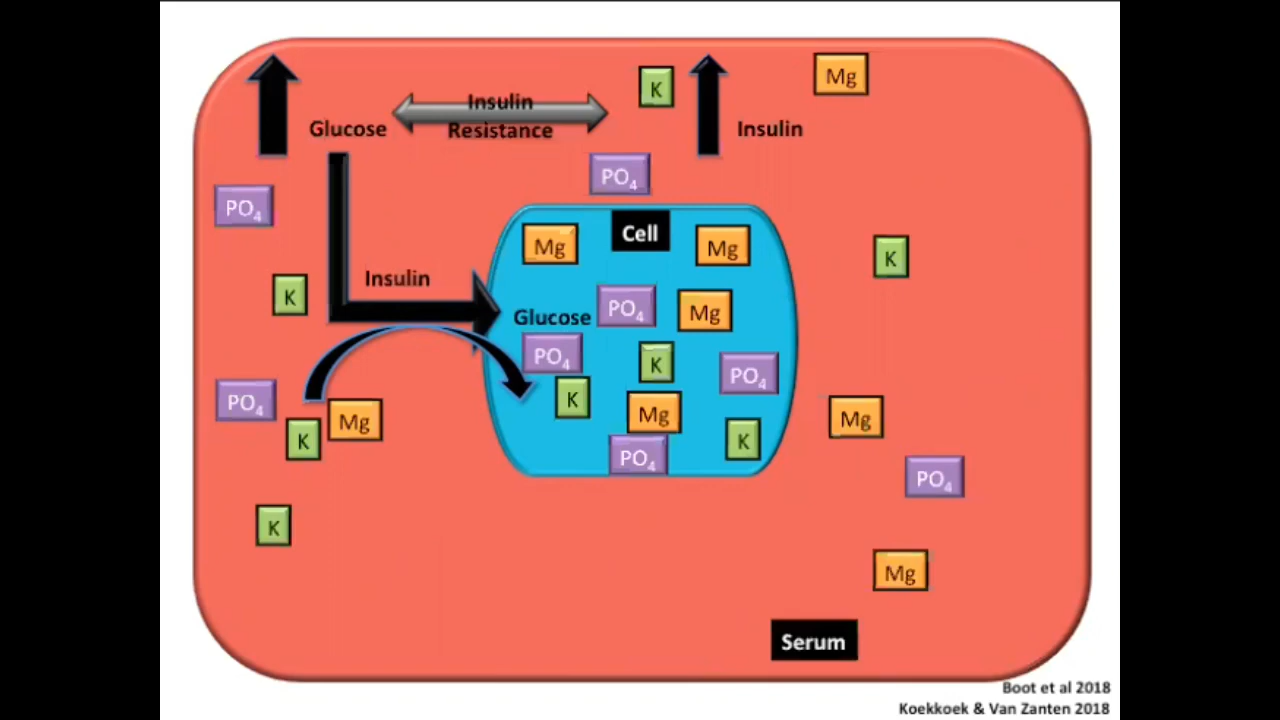 Mg
K
Insulin
Resistance
Glucose
Insulin
PO₄
PO₄
Cell
Mg
Mg
K
Insulin
K
Glucose
PO₄
Mg
PO₄
K
PO₄
K
Mg
PO₄
K
Mg
Mg
K
PO₄
PO₄
K
Mg
Serum
Boot et al 2018
Koekkoek & Van Zanten 2018